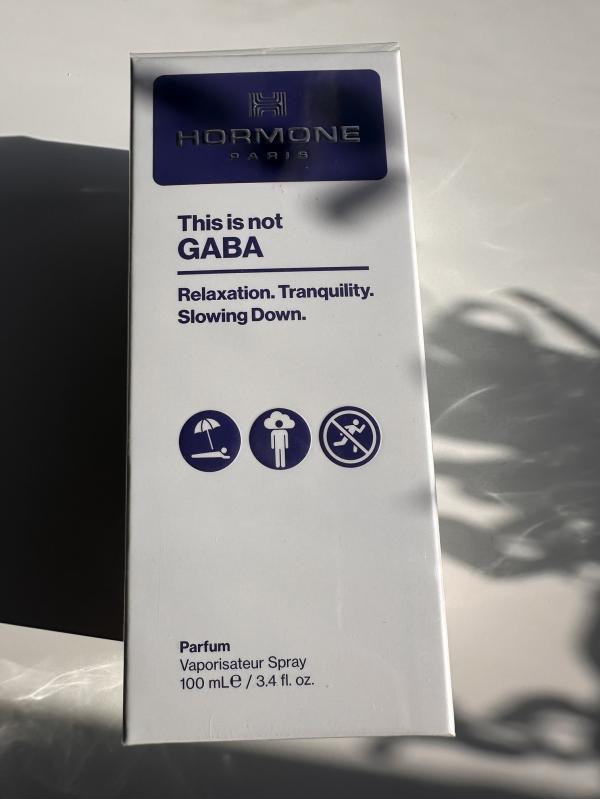 HORMONE
PARIS
This is not
GABA
Relaxation. Tranquility.
Slowing Down.
Parfum
Vaporisateur Spray
100 mL℮ / 3.4 fl. oz.